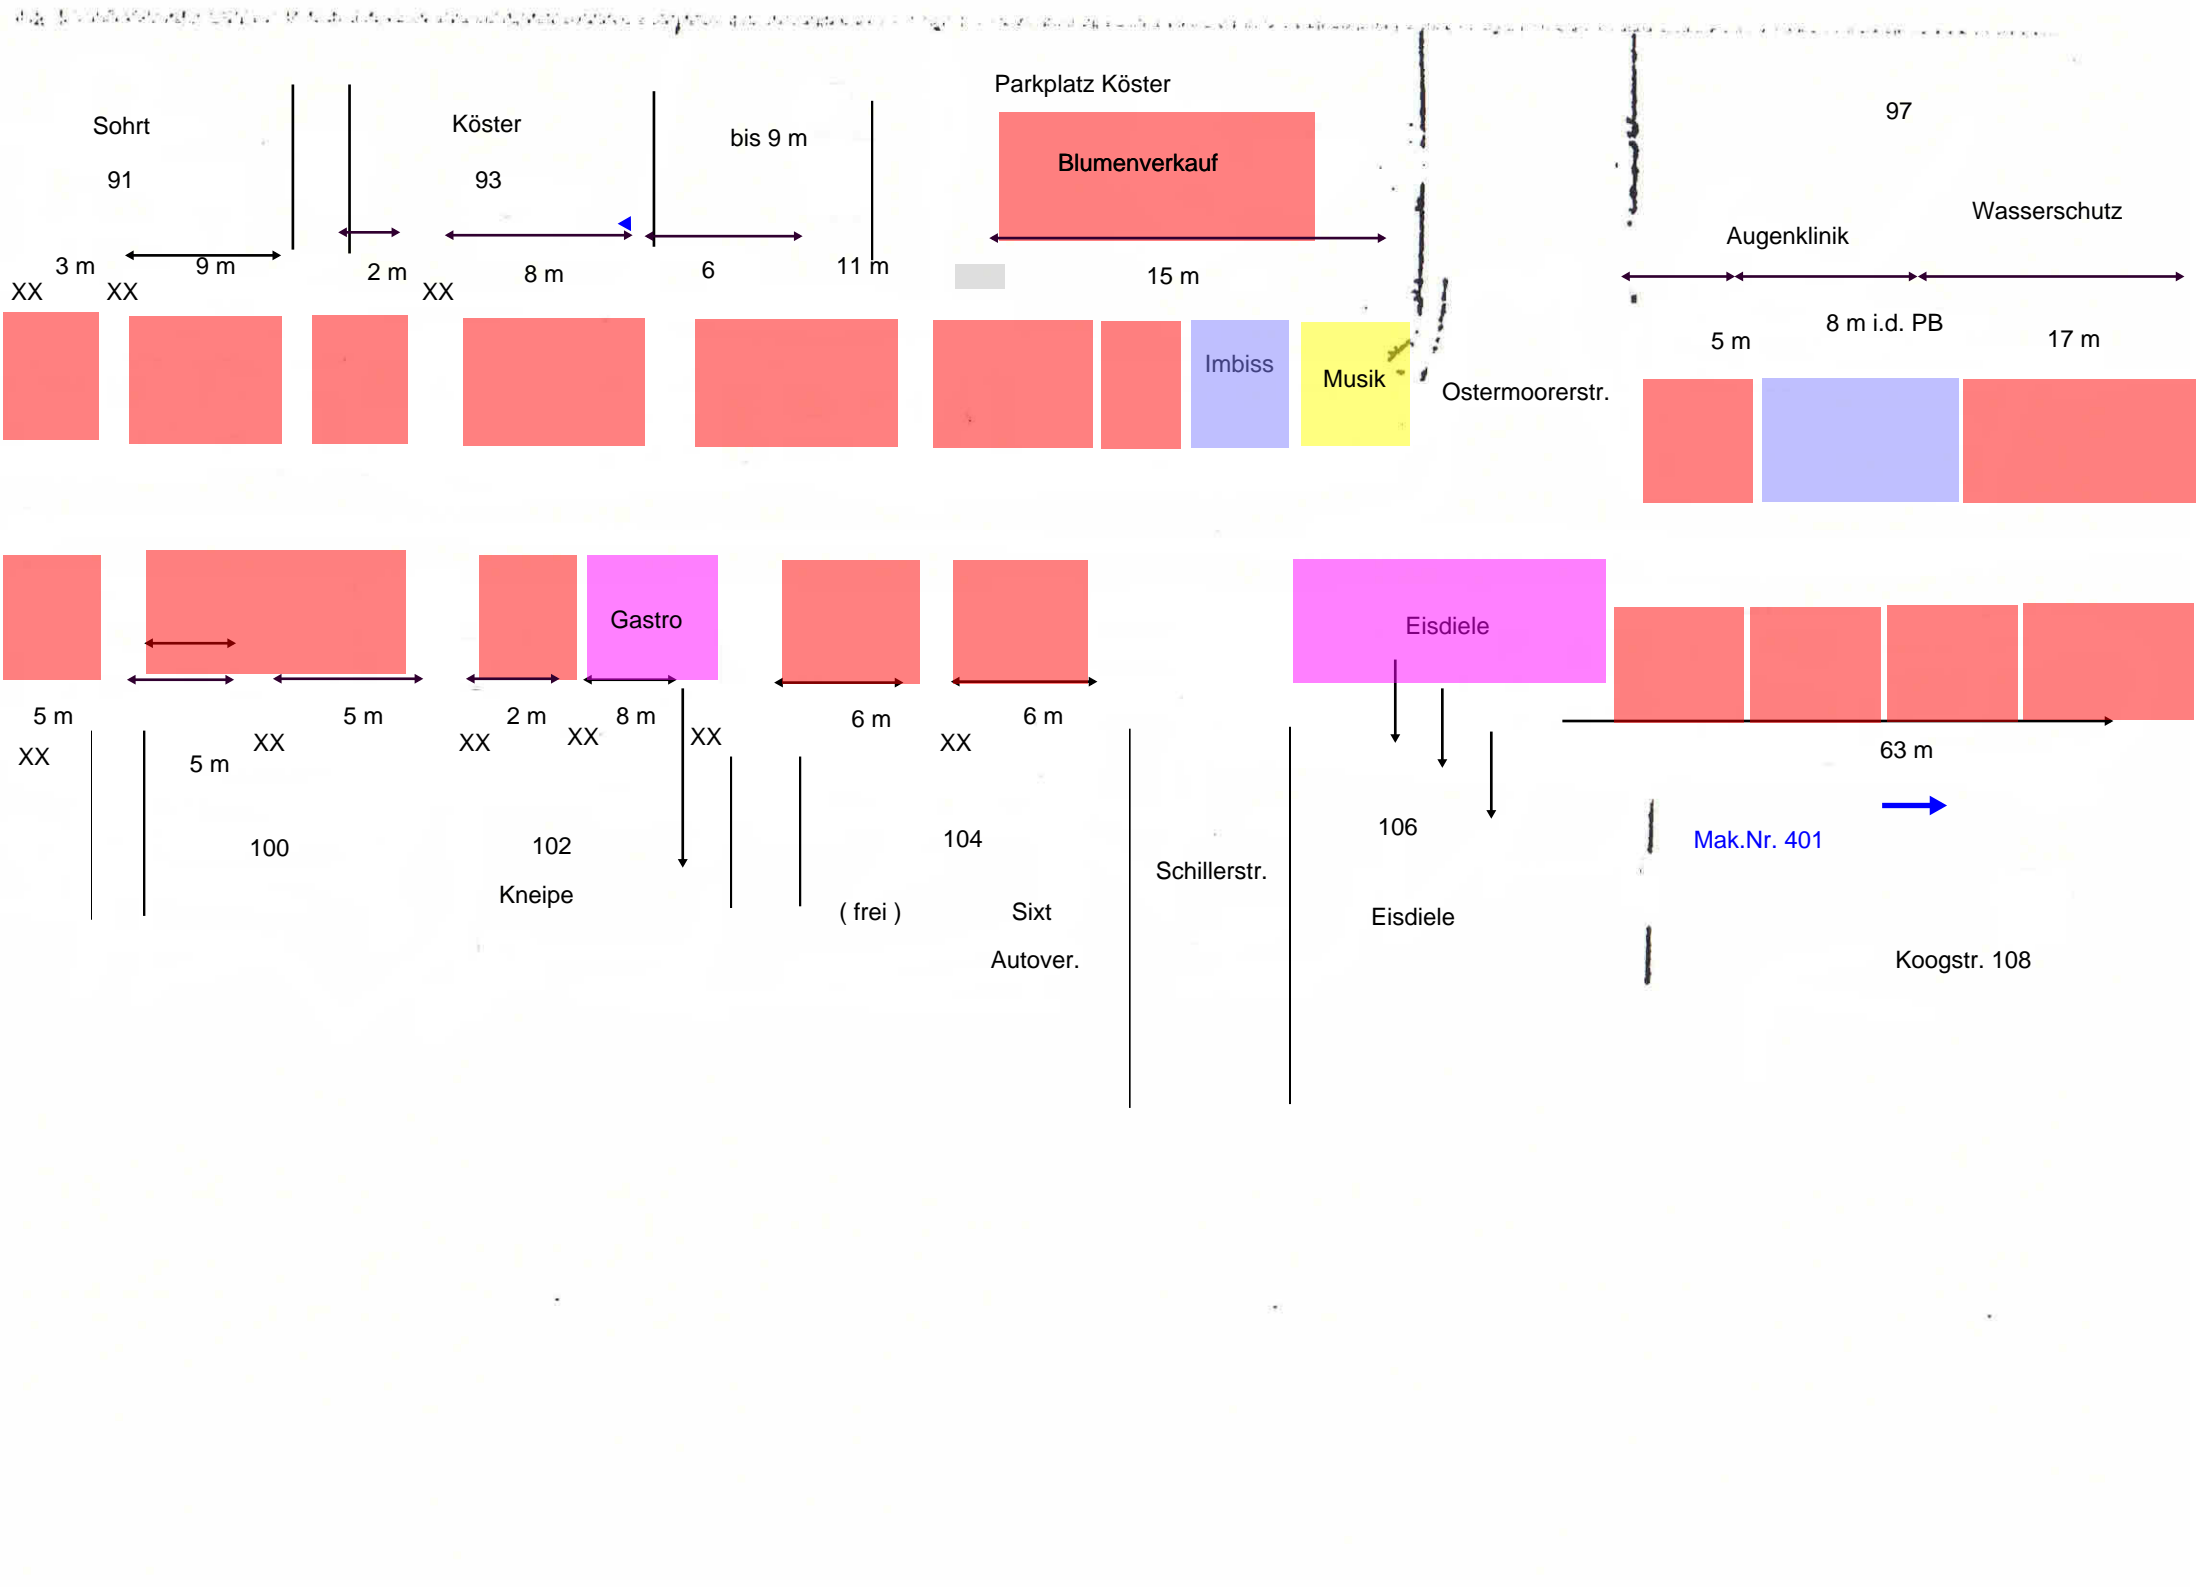 Parkplatz Köster
Sohrt
Köster
bis 9 m
97
91
93
Blumenverkauf
Wasserschutz
Augenklinik
3 m
9 m
2 m
8 m
6
11 m
15 m
XX
XX
XX
5 m
8 m i.d. PB
17 m
Imbiss
Musik
Ostermoorerstr.
Gastro
Eisdiele
5 m
5 m
2 m
8 m
6 m
6 m
XX
5 m
XX
XX
XX
XX
XX
63 m
100
102
104
106
Mak.Nr. 401
Kneipe
( frei )
Sixt
Schillerstr.
Eisdiele
Autover.
Koogstr. 108